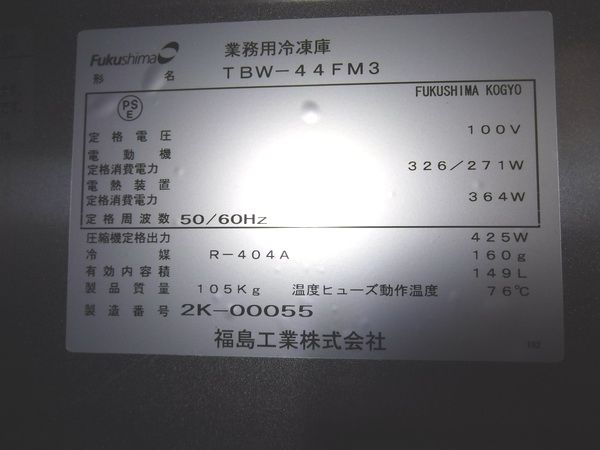 Fukushima 業務用冷凍庫
形 名 TBW-44FM3
FUKUSHIMA KOGYO
PS
E
定格電圧 100V
電動機
定格消費電力 326/271W
電熱装置
定格消費電力 364W
定格周波数 50/60Hz
圧縮機定格出力 425W
冷媒 R-404A 160g
有効内容積 149L
製品質量 105Kg 温度ヒューズ動作温度 76℃
製造番号 2K-00055
福島工業株式会社